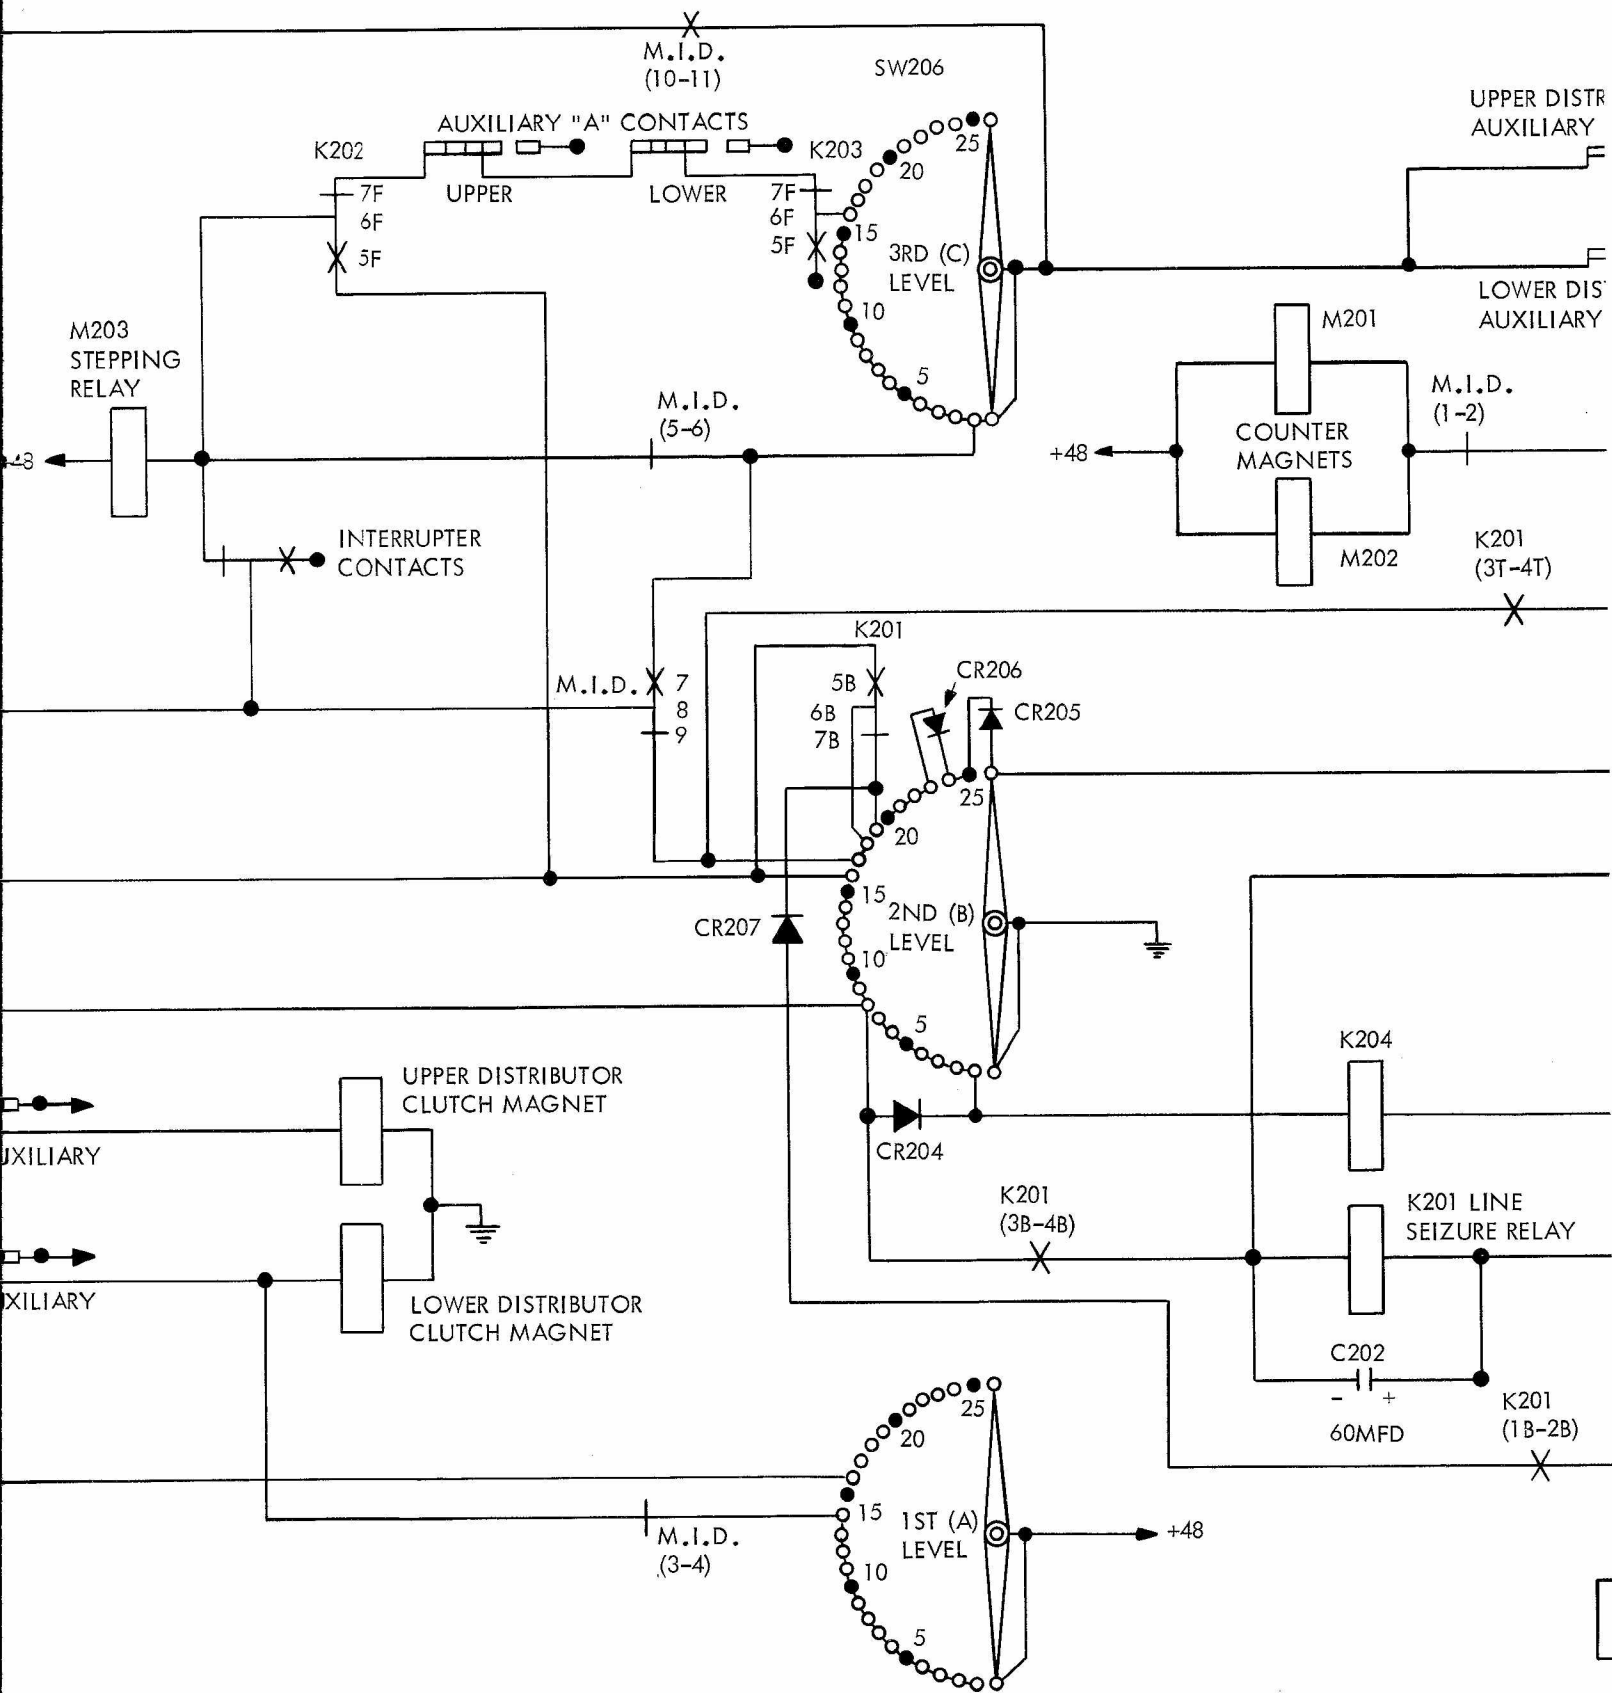 M.I.D.
(10-11)
SW206
UPPER DISTR
AUXILIARY
AUXILIARY "A" CONTACTS
K202
K203
UPPER
LOWER
7F
6F
5F
7F
6F
5F
25
20
15
10
5
3RD (C)
LEVEL
LOWER DIS
AUXILIARY
M203
STEPPING
RELAY
M.I.D.
(5-6)
M201
M.I.D.
(1-2)
COUNTER
MAGNETS
+48
M202
INTERRUPTER
CONTACTS
K201
(3T-4T)
K201
M.I.D.
7
8
9
5B
6B
7B
CR206
CR205
25
20
15
10
5
2ND (B)
LEVEL
CR207
K204
UPPER DISTRIBUTOR
CLUTCH MAGNET
UXILIARY
CR204
K201
(3B-4B)
K201 LINE
SEIZURE RELAY
XILIARY
LOWER DISTRIBUTOR
CLUTCH MAGNET
C202
- +
60MFD
K201
(1B-2B)
25
20
15
10
5
1ST (A)
LEVEL
+48
M.I.D.
(3-4)